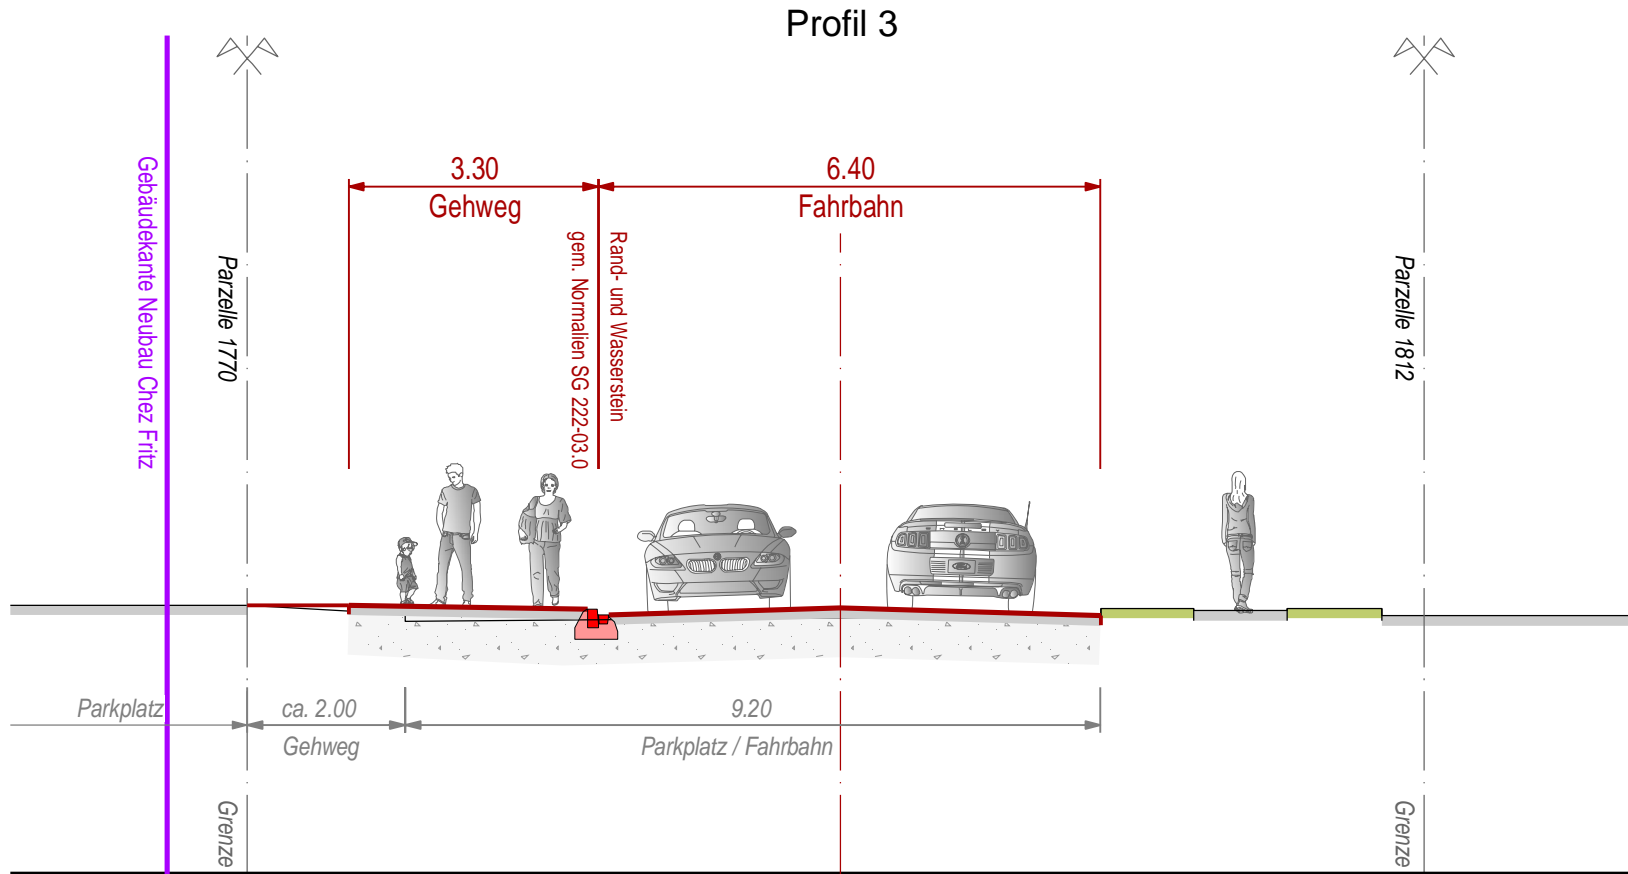 Profil 3
3.30
Gehweg
6.40
Fahrbahn
Gebäudekante Neubau Chez Fritz
Parzelle 1770
Rand- und Wasserstein
gem. Normalien SG 222-03.0
Parzelle 1812
Ford
Parkplatz
ca. 2.00
Gehweg
9.20
Parkplatz / Fahrbahn
Grenze
Grenze